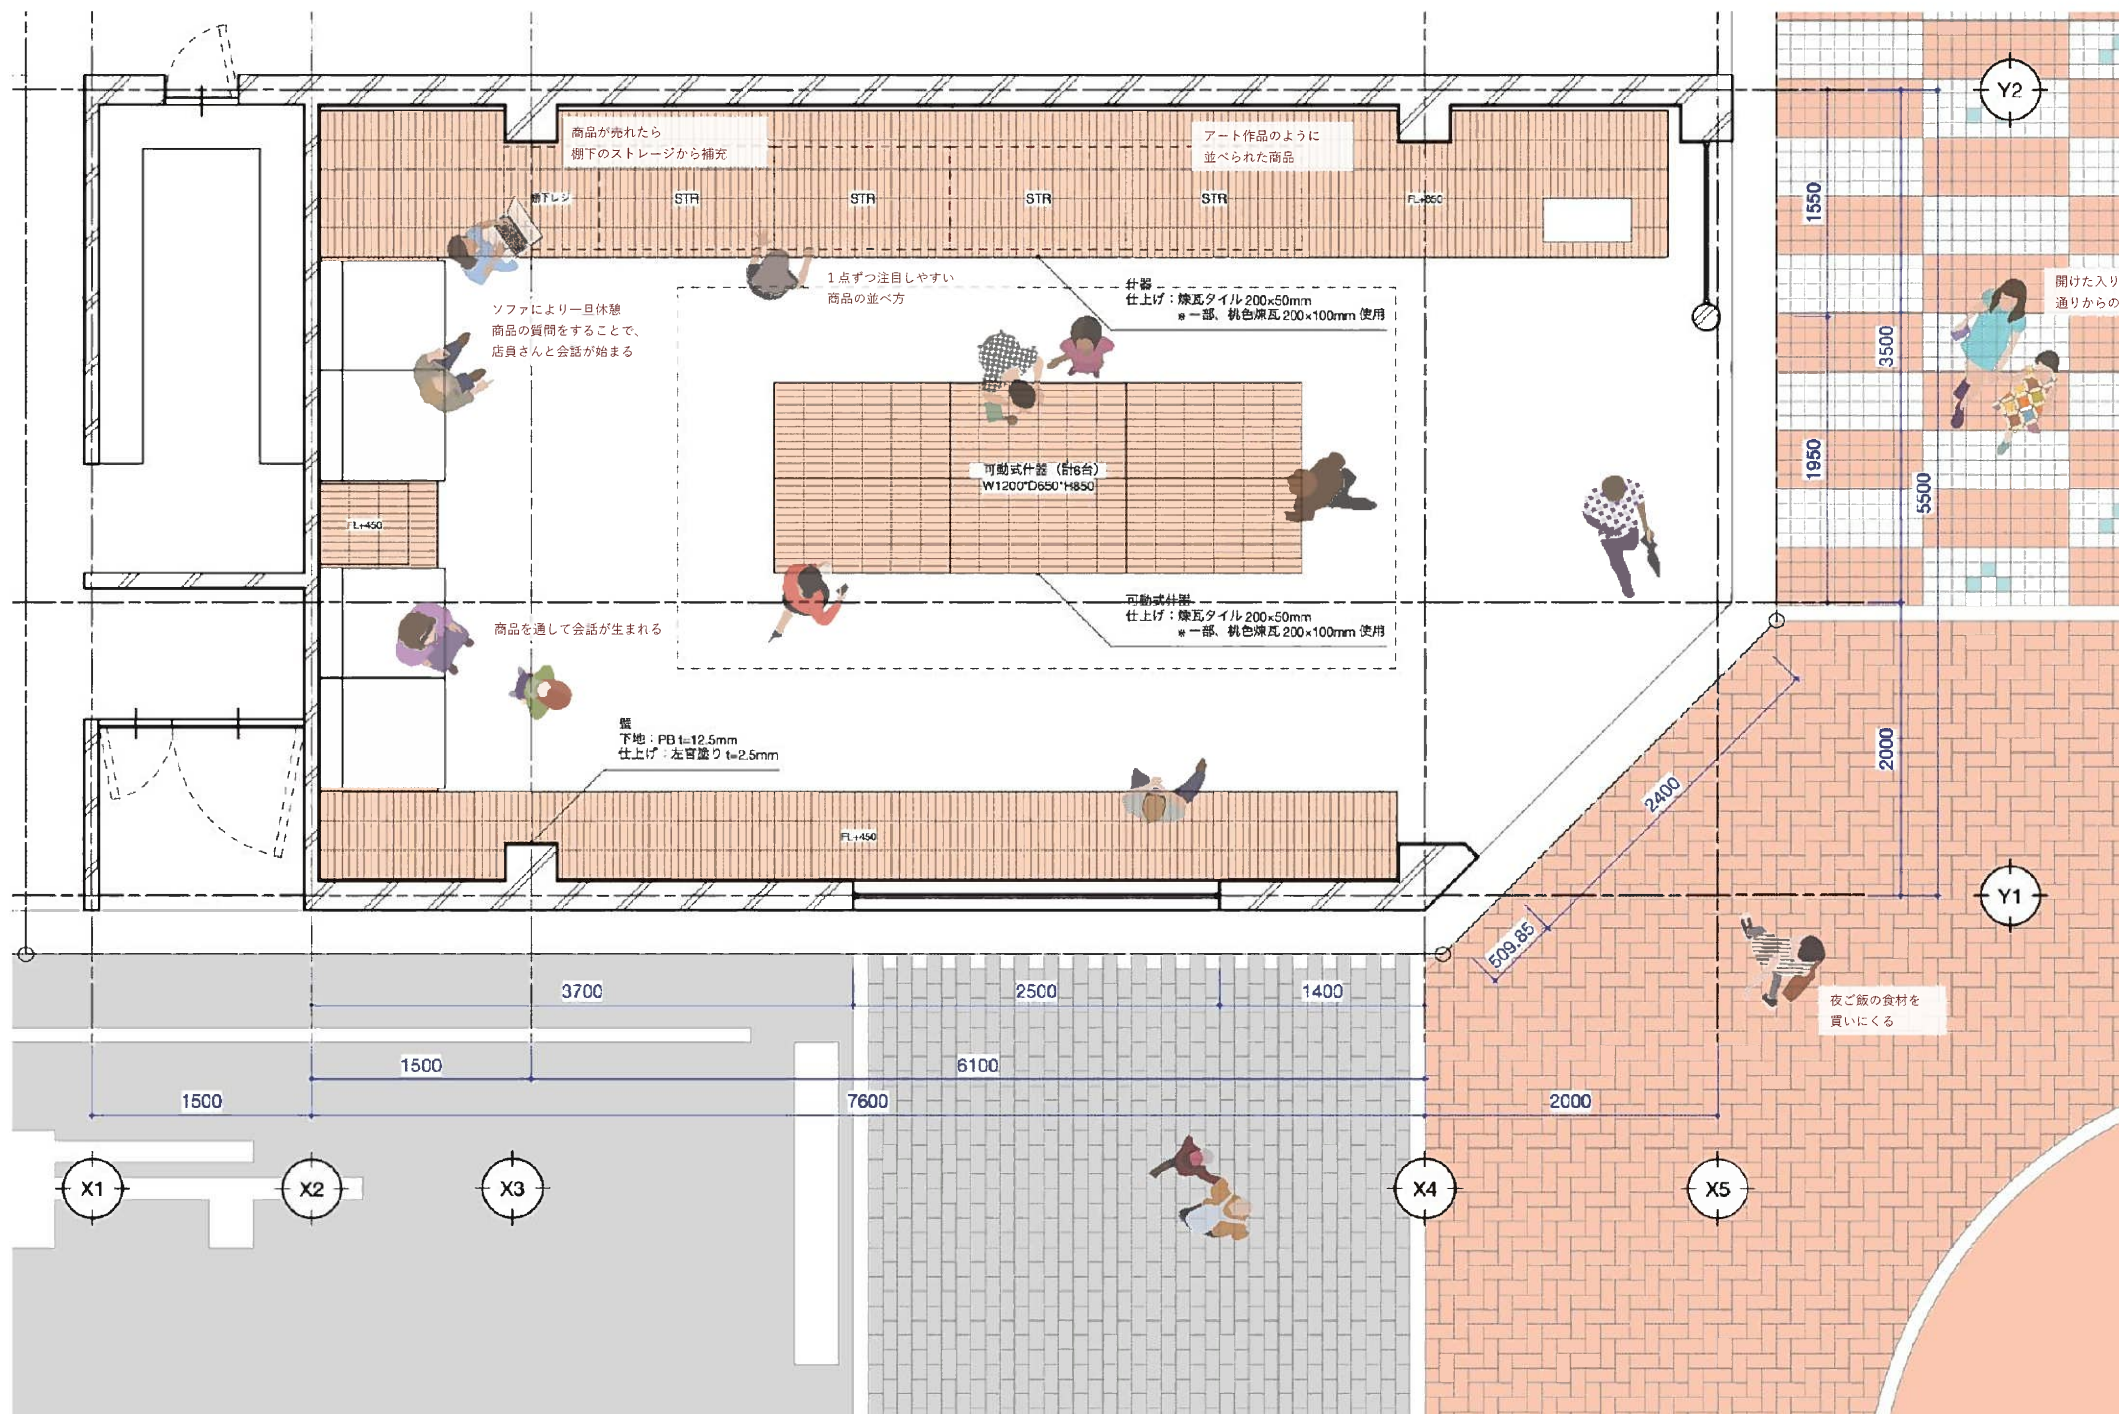 Y2
商品が売れたら
棚下のストレージから補充
アート作品のように
並べられた商品
棚下レジ
STR
STR
STR
STR
FL+850
1550
開けた入り
通りからの
1点ずつ注目しやすい
商品の並べ方
什器
仕上げ：煉瓦タイル 200×50mm
※一部、桃色煉瓦 200×100mm 使用
ソファにより一旦休憩
商品の質問をすることで、
店員さんと会話が始まる
3500
1950
5500
可動式什器（計6台）
W1200*D650*H850
FL+450
可動式什器
仕上げ：煉瓦タイル 200×50mm
※一部、桃色煉瓦 200×100mm 使用
商品を通して会話が生まれる
壁
下地：PB t=12.5mm
仕上げ：左官塗り t=2.5mm
2000
2400
FL+450
Y1
509.85
3700
2500
1400
夜ご飯の食材を
買いにくる
1500
6100
1500
7600
2000
X1
X2
X3
X4
X5